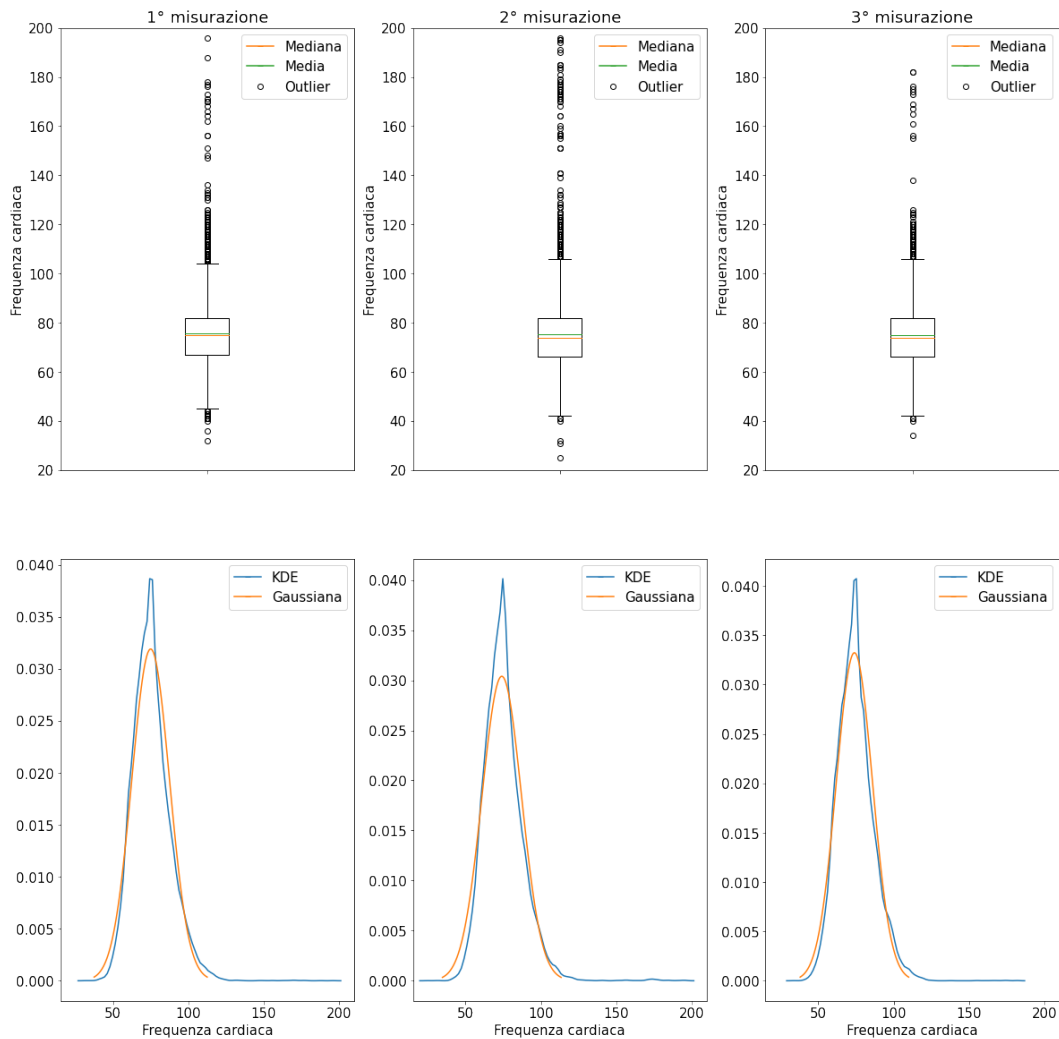 1° misurazione
2° misurazione
3° misurazione
200
180
160
140
120
100
80
60
40
20
Frequenza cardiaca
Mediana
Media
Outlier
200
180
160
140
120
100
80
60
40
20
Frequenza cardiaca
Mediana
Media
Outlier
200
180
160
140
120
100
80
60
40
20
Frequenza cardiaca
Mediana
Media
Outlier
0.040
0.035
0.030
0.025
0.020
0.015
0.010
0.005
0.000
KDE
Gaussiana
50
100
150
200
Frequenza cardiaca
0.040
0.035
0.030
0.025
0.020
0.015
0.010
0.005
0.000
KDE
Gaussiana
50
100
150
200
Frequenza cardiaca
0.040
0.035
0.030
0.025
0.020
0.015
0.010
0.005
0.000
KDE
Gaussiana
50
100
150
200
Frequenza cardiaca